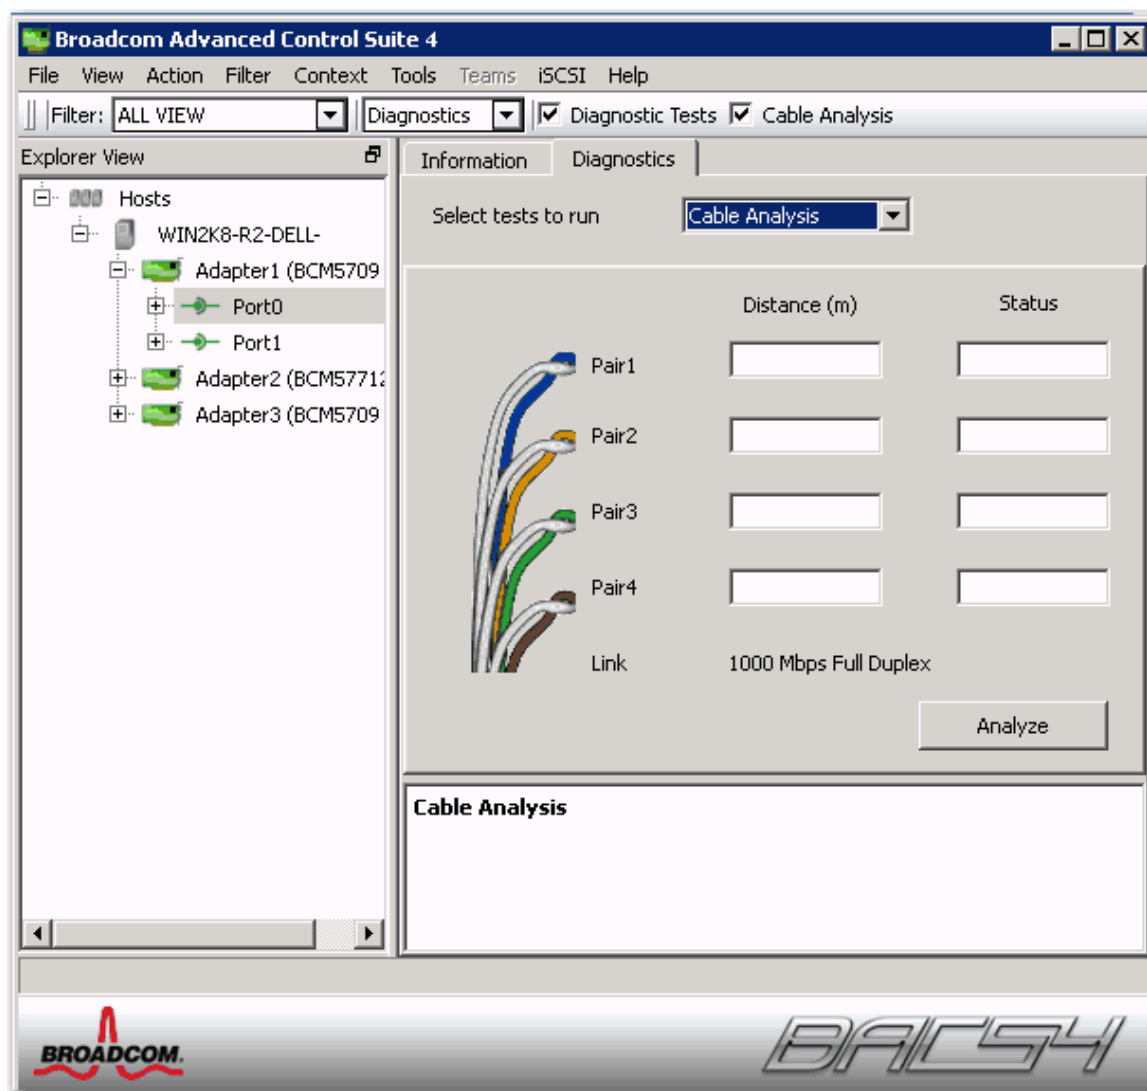 Broadcom Advanced Control Suite 4
File View Action Filter Context Tools Teams iSCSI Help
Filter: ALL VIEW Diagnostics Diagnostic Tests Cable Analysis
Explorer View
Hosts
WIN2K8-R2-DELL-
Adapter1 (BCM5709
Port0
Port1
Adapter2 (BCM57712
Adapter3 (BCM5709
Information Diagnostics
Select tests to run Cable Analysis
Distance (m) Status
Pair1
Pair2
Pair3
Pair4
Link 1000 Mbps Full Duplex
Analyze
Cable Analysis
BROADCOM.
BACS4